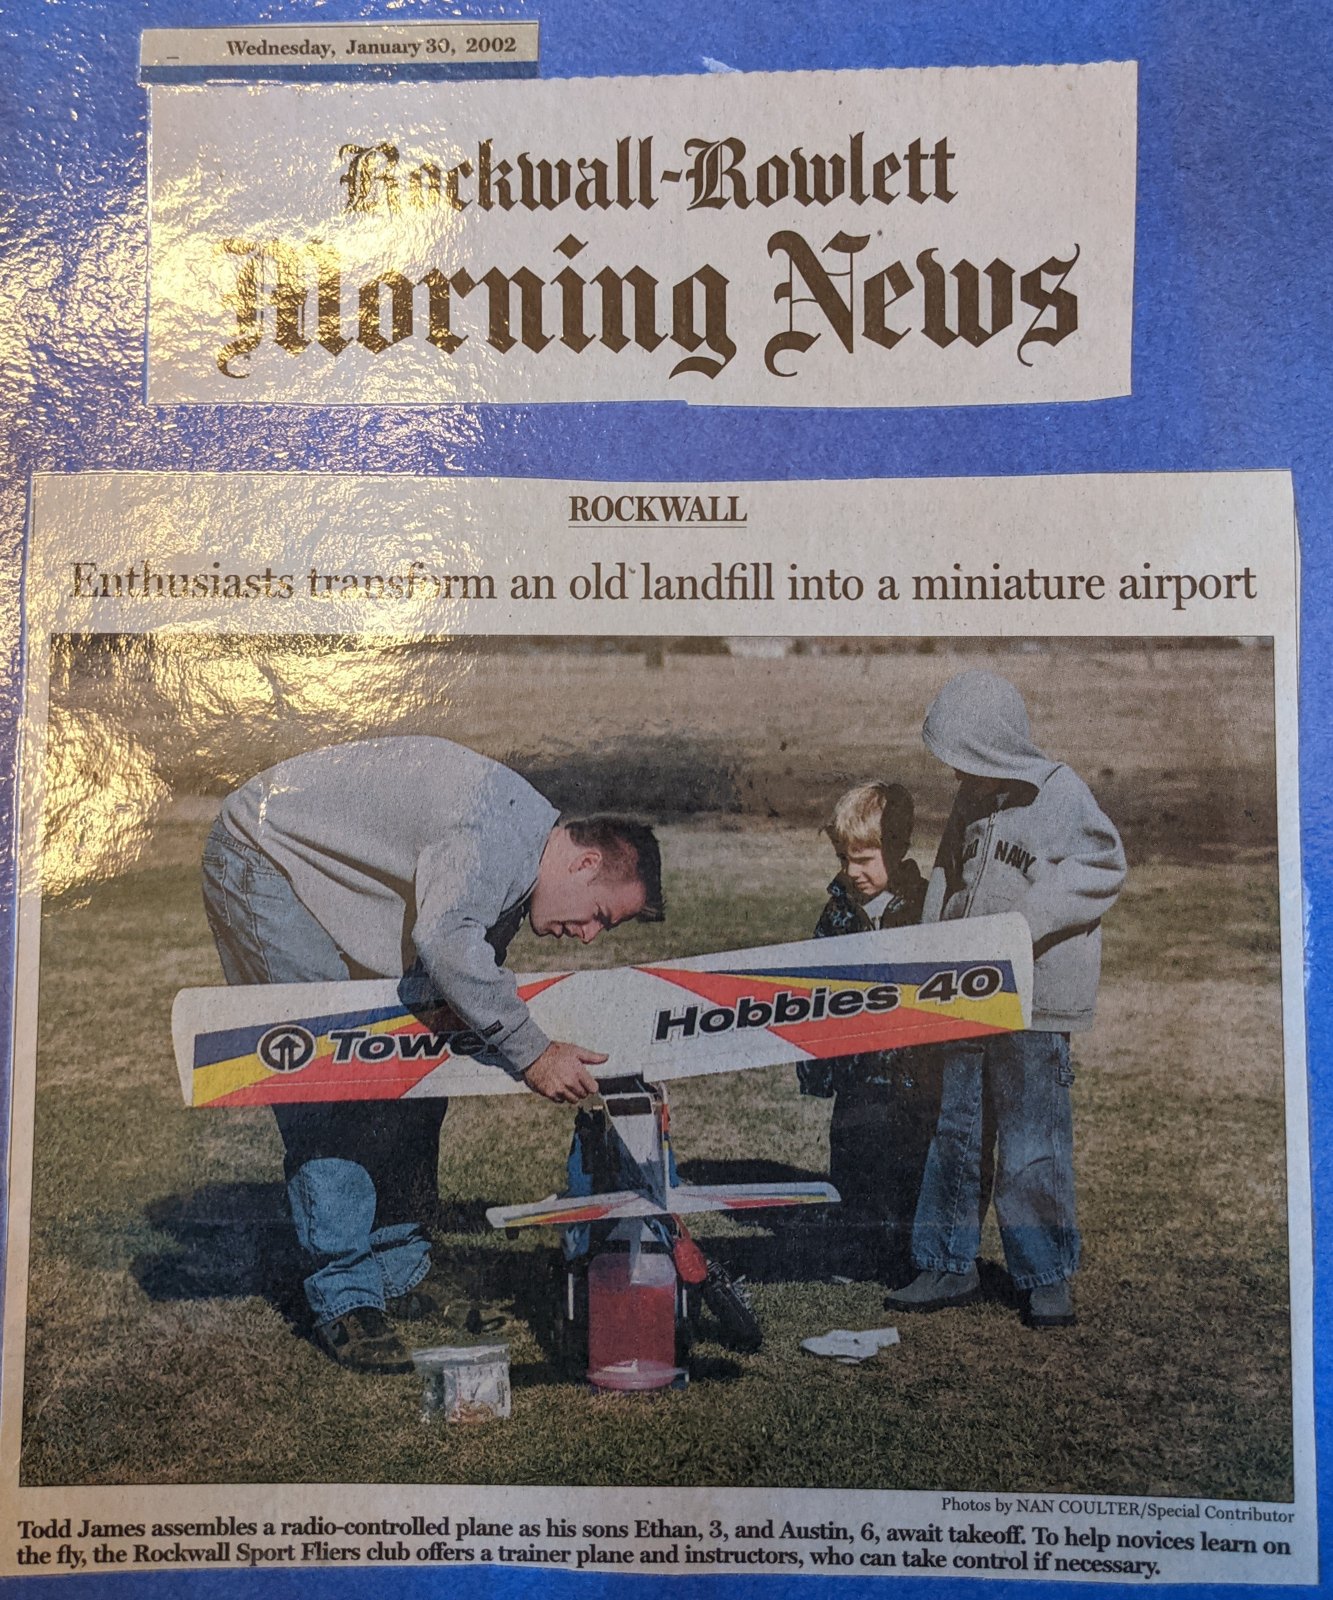 Wednesday, January 30, 2002
Rockwall-Rowlett
Morning News
ROCKWALL
Enthusiasts transform an old landfill into a miniature airport
NAVY
Tower Hobbies 40
Photos by NAN COULTER/Special Contributor
Todd James assembles a radio-controlled plane as his sons Ethan, 3, and Austin, 6, await takeoff. To help novices learn on
the fly, the Rockwall Sport Fliers club offers a trainer plane and instructors, who can take control if necessary.